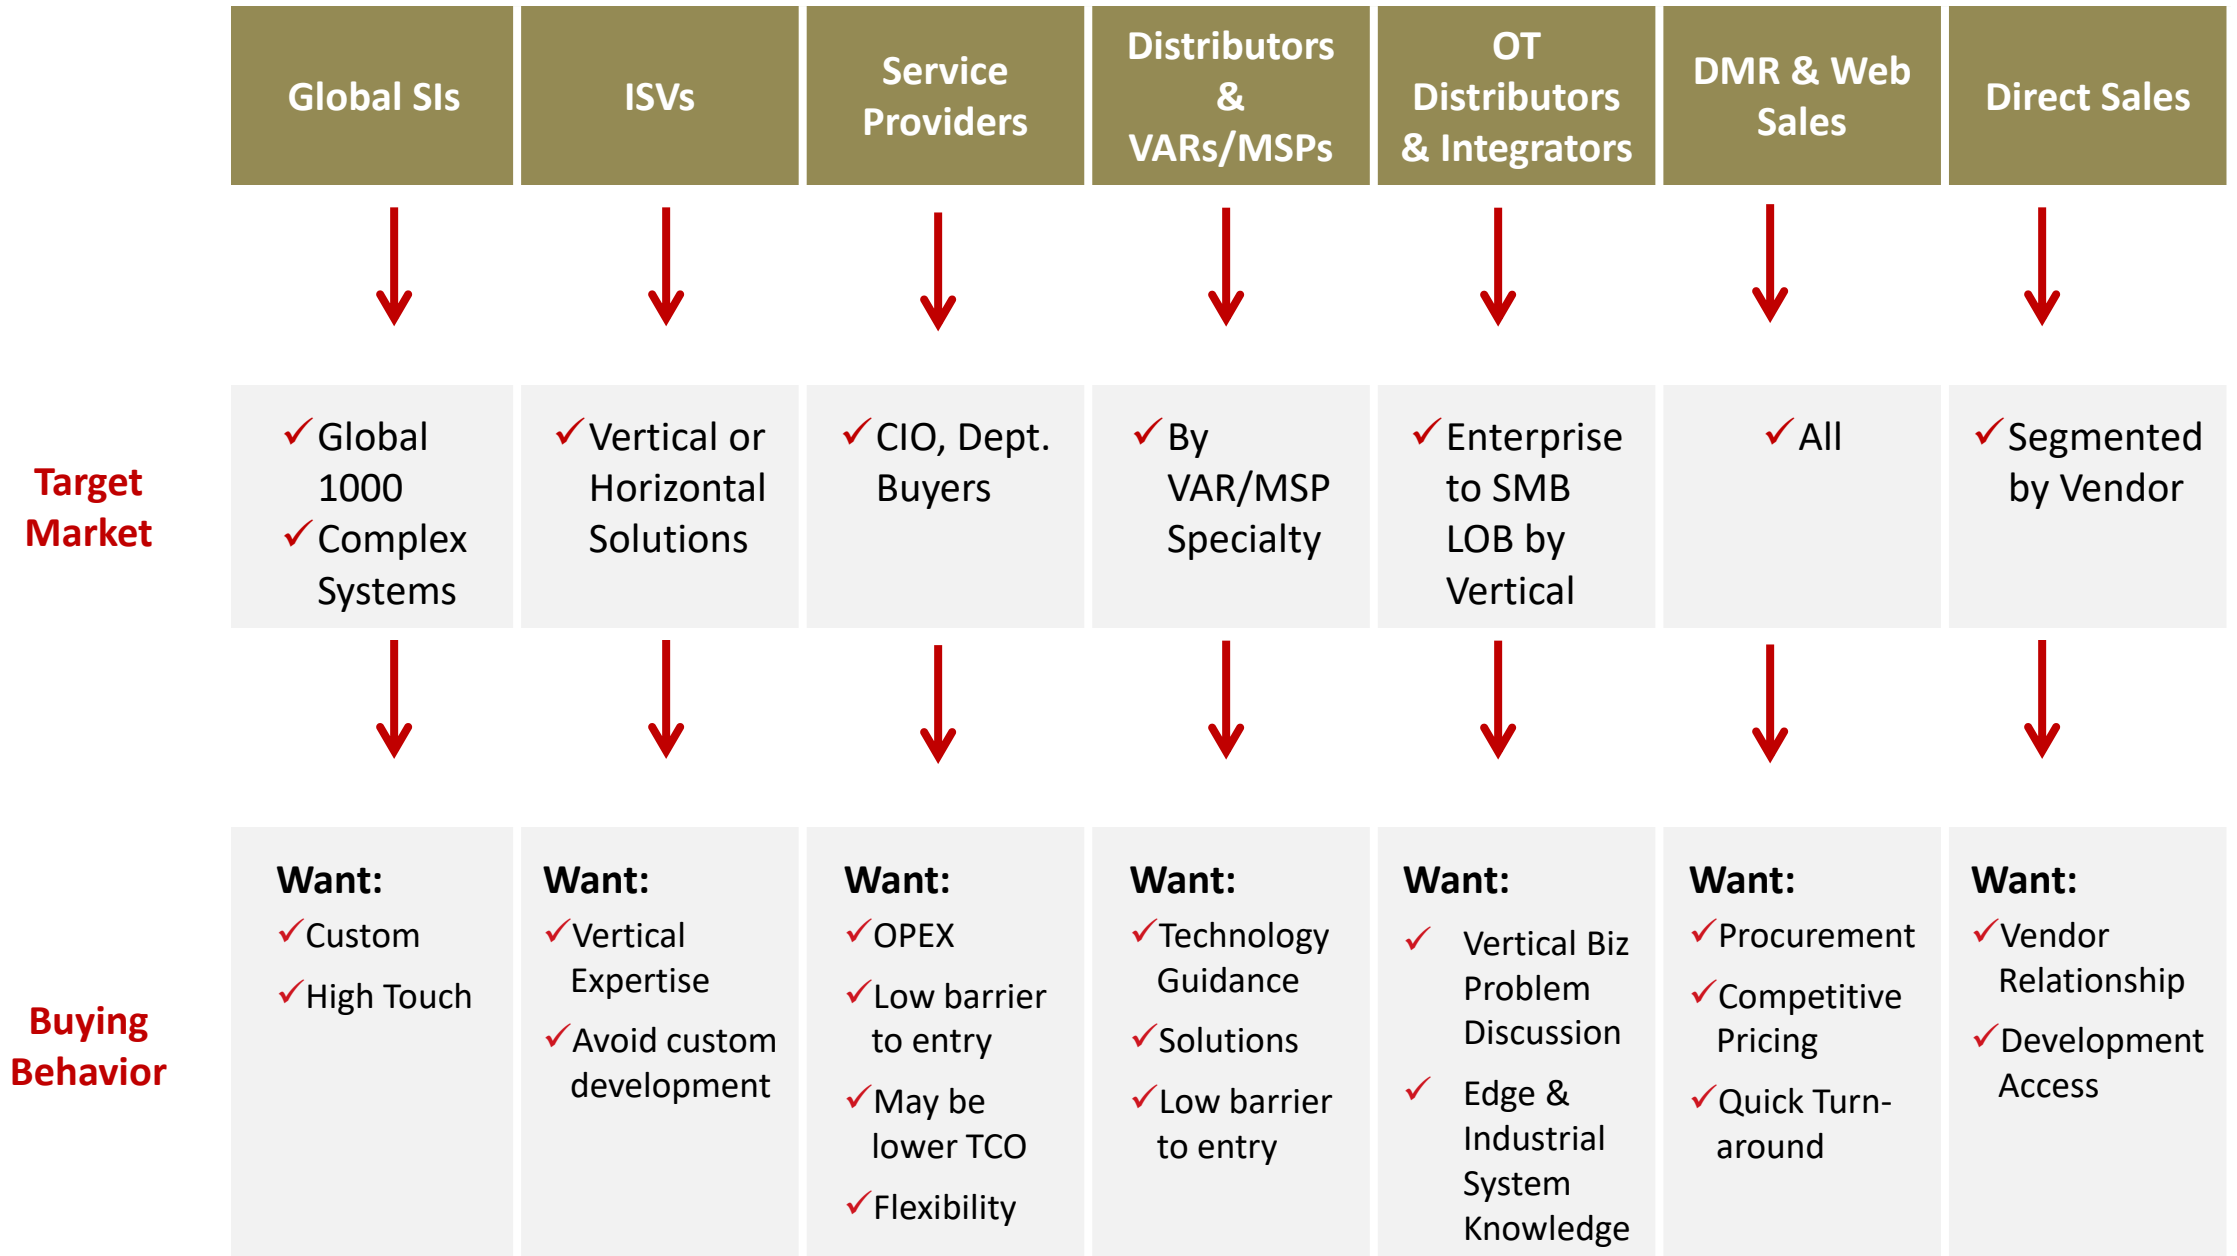 Global SIs
ISVs
Service
Providers
Distributors
&
VARs/MSPs
OT
Distributors
& Integrators
DMR & Web
Sales
Direct Sales
Target
Market
✓Global
1000
✓Complex
Systems
✓Vertical or
Horizontal
Solutions
✓CIO, Dept.
Buyers
✓By
VAR/MSP
Specialty
✓Enterprise
to SMB
LOB by
Vertical
✓All
✓Segmented
by Vendor
Buying
Behavior
Want:
✓Custom
✓High Touch
Want:
✓Vertical
Expertise
✓Avoid custom
development
Want:
✓OPEX
✓Low barrier
to entry
✓May be
lower TCO
✓Flexibility
Want:
✓Technology
Guidance
✓Solutions
✓Low barrier
to entry
Want:
✓ Vertical Biz
Problem
Discussion
✓ Edge &
Industrial
System
Knowledge
Want:
✓Procurement
✓Competitive
Pricing
✓Quick Turn-
around
Want:
✓Vendor
Relationship
✓Development
Access